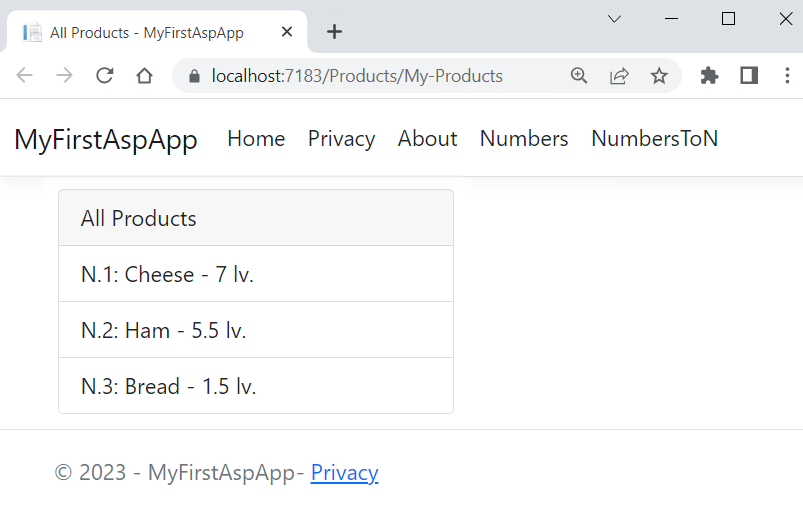 All Products - MyFirstAspApp
localhost:7183/Products/My-Products
MyFirstAspApp Home Privacy About Numbers NumbersToN
All Products
N.1: Cheese - 7 lv.
N.2: Ham - 5.5 lv.
N.3: Bread - 1.5 lv.
© 2023 - MyFirstAspApp- Privacy